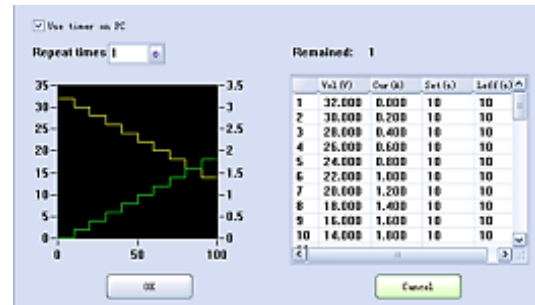 Use timer on PC
Repeat times 1
Remained: 1
35 3.5
30 3
25 2.5
20 2
15 1.5
10 1
5 0.5
0 0
0 50 100
Vol(V) Cur(A) Set(s) Left(s)
1 32.000 0.000 10 10
2 30.000 0.200 10 10
3 28.000 0.400 10 10
4 26.000 0.600 10 10
5 24.000 0.800 10 10
6 22.000 1.000 10 10
7 20.000 1.200 10 10
8 18.000 1.400 10 10
9 16.000 1.600 10 10
10 14.000 1.800 10 10
OK
Cancel